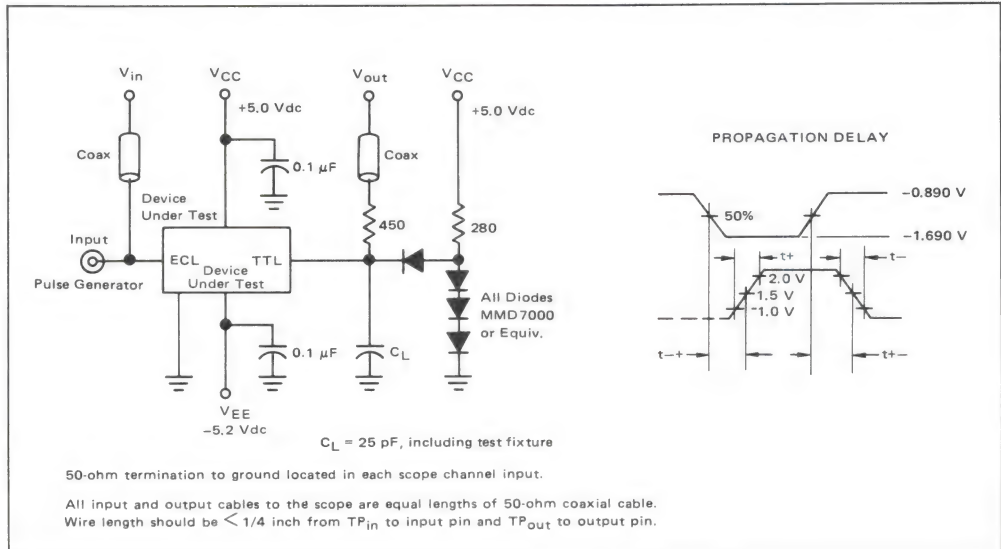 Vin
VCC
Vout
VCC
+5.0 Vdc
+5.0 Vdc
PROPAGATION DELAY
Coax
0.1 µF
Coax
Device
Under Test
450
280
Input
Pulse Generator
ECL
TTL
Device
Under Test
All Diodes
MMD7000
or Equiv.
0.1 µF
CL
VEE
-5.2 Vdc
50%
-0.890 V
-1.690 V
t+
t-
2.0 V
1.5 V
1.0 V
t-+
t+-
CL = 25 pF, including test fixture
50-ohm termination to ground located in each scope channel input.
All input and output cables to the scope are equal lengths of 50-ohm coaxial cable.
Wire length should be < 1/4 inch from TPin to input pin and TPout to output pin.